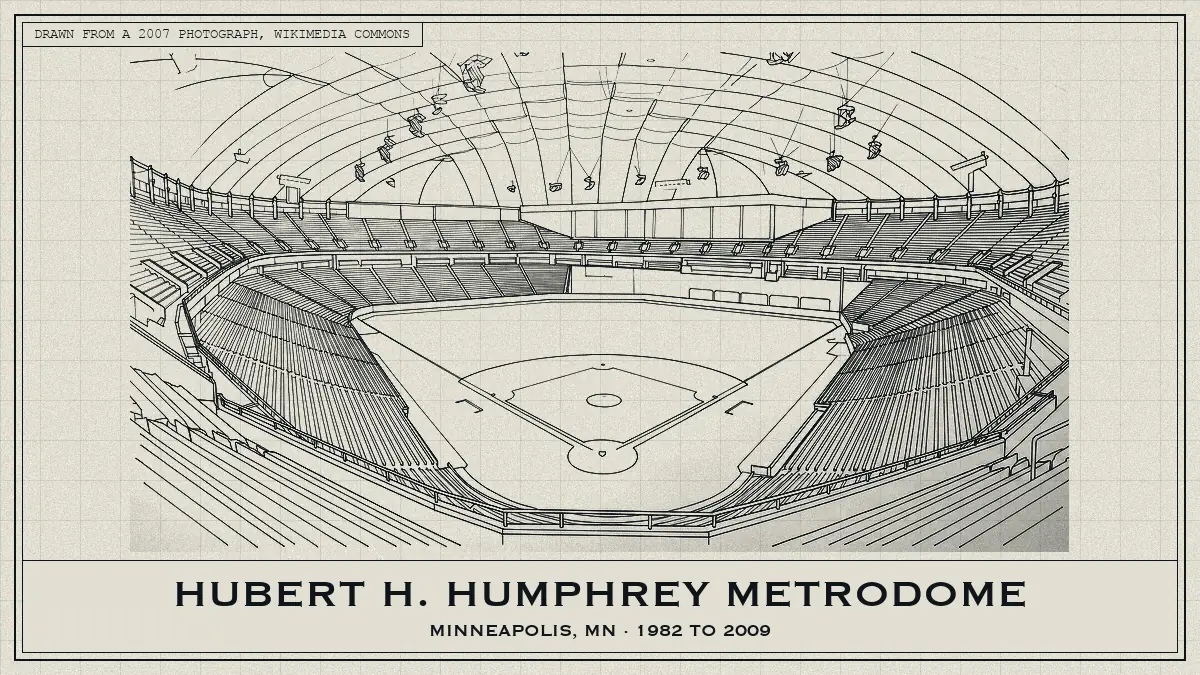 DRAWN FROM A 2007 PHOTOGRAPH, WIKIMEDIA COMMONS
HUBERT H. HUMPHREY METRODOME
MINNEAPOLIS, MN · 1982 TO 2009